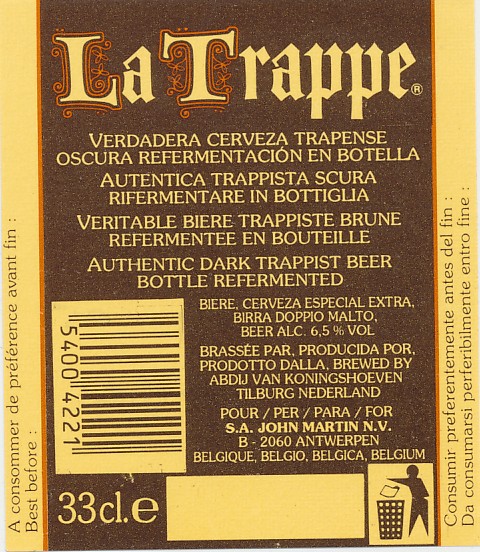 La Trappe®
VERDADERA CERVEZA TRAPENSE
OSCURA REFERMENTACIÓN EN BOTELLA
AUTENTICA TRAPPISTA SCURA
RIFERMENTARE IN BOTTIGLIA
VERITABLE BIERE TRAPPISTE BRUNE
REFERMENTEE EN BOUTEILLE
AUTHENTIC DARK TRAPPIST BEER
BOTTLE REFERMENTED
BIERE, CERVEZA ESPECIAL EXTRA,
BIRRA DOPPIO MALTO,
BEER ALC. 6,5 % VOL
BRASSÉE PAR, PRODUCIDA POR,
PRODOTTO DALLA, BREWED BY
ABDIJ VAN KONINGSHOEVEN
TILBURG NEDERLAND
POUR / PER / PARA / FOR
S.A. JOHN MARTIN N.V.
B - 2060 ANTWERPEN
BELGIQUE, BELGIO, BELGICA, BELGIUM
5400 4221
33cl.e
A consommer de préférence avant fin :
Best before :
Consumir preferentemente antes del fin :
Da consumarsi perferibilmente entro fine :